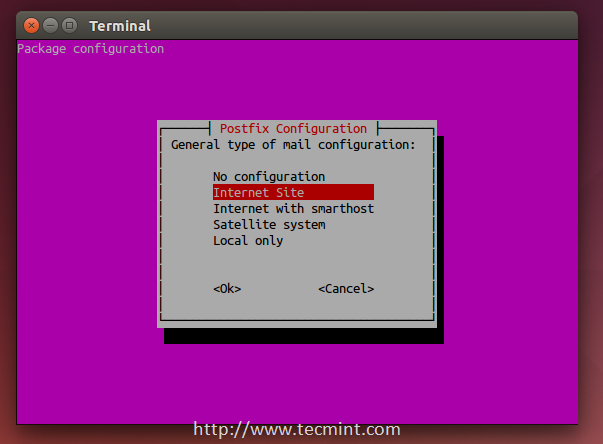 Terminal
Package configuration
Postfix Configuration
General type of mail configuration:
No configuration
Internet Site
Internet with smarthost
Satellite system
Local only
<Ok> <Cancel>
http://www.tecmint.com